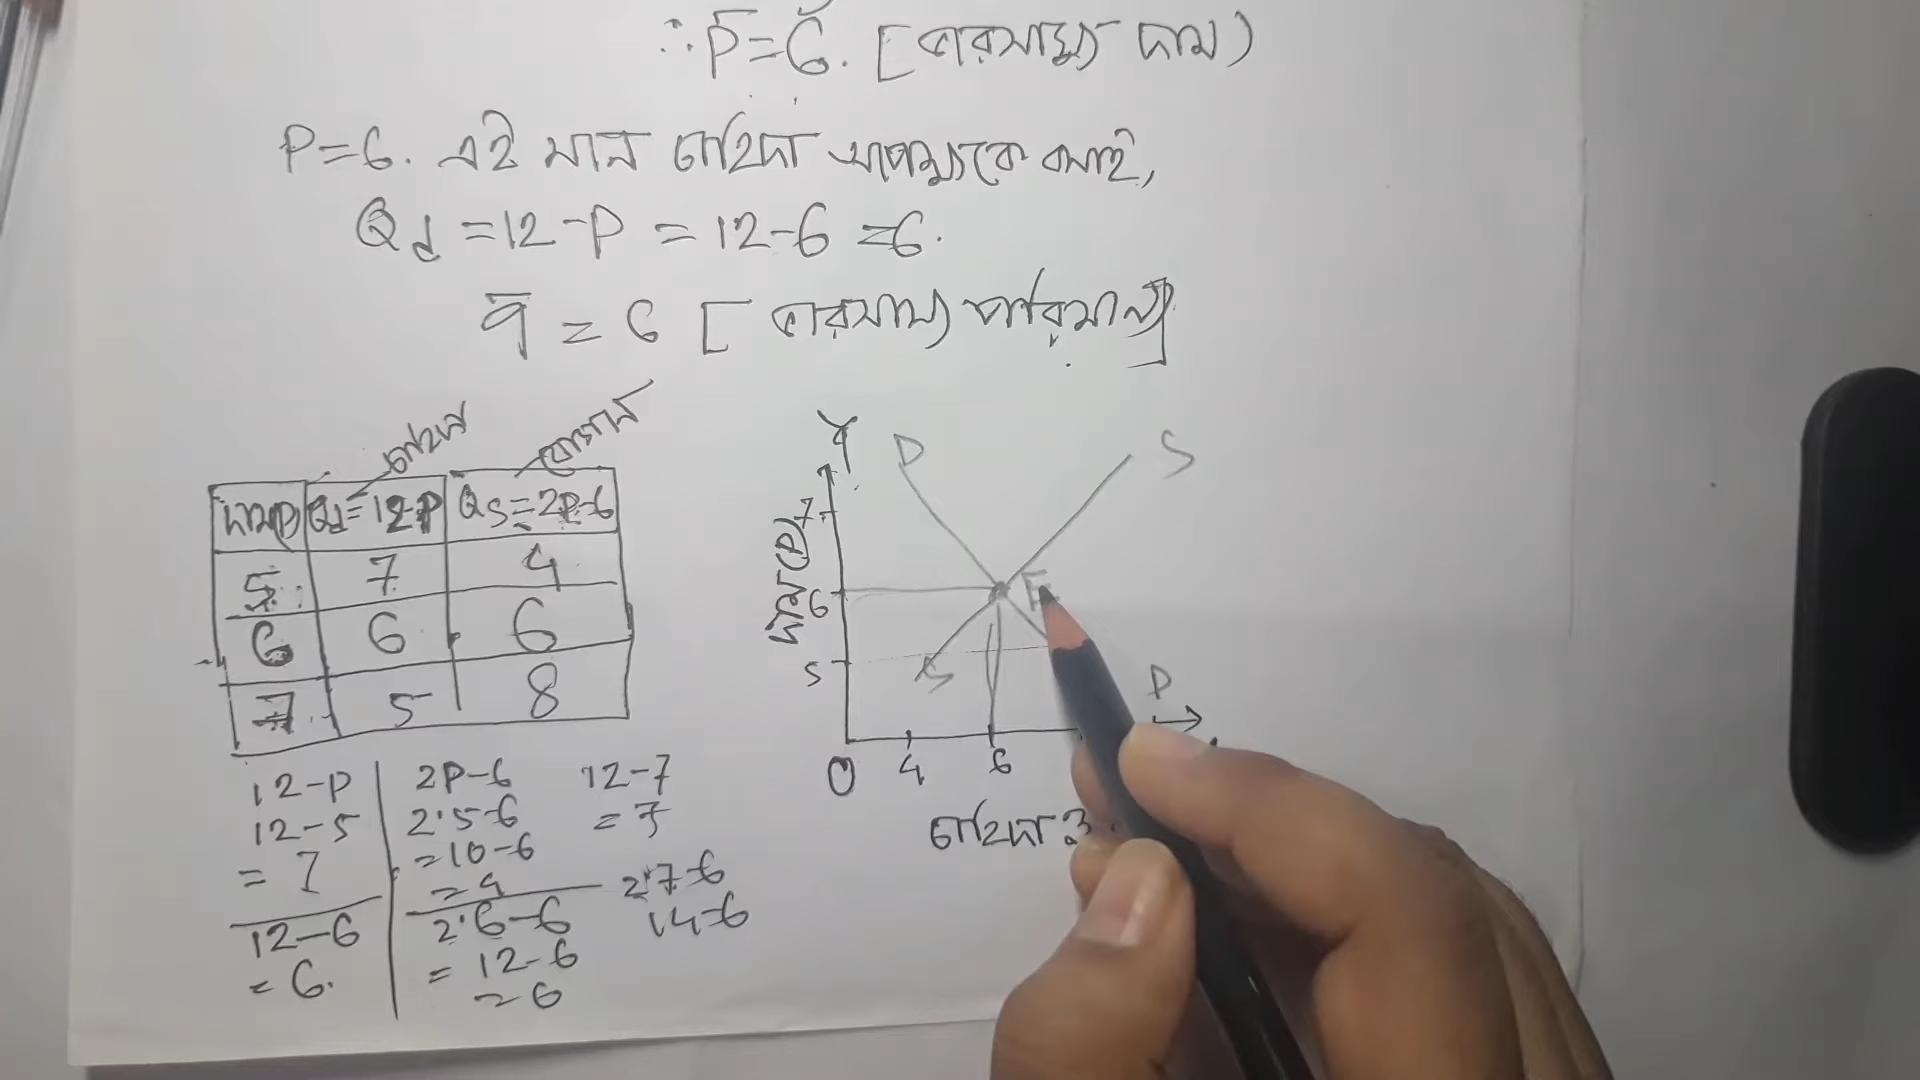 ∴ P̄ = 6. [ভারসাম্য দাম)
P = 6. এই মান চাহিদা অপেক্ষকে বসাই,
Qd = 12 - P = 12 - 6 = 6.
q̄ = 6 [ভারসাম্য পরিমান]
চাহিদা যোগান
দাম P Qd = 12-P Qs = 2P-6
5 7 4
6 6 6
7 5 8
12-P
12-5
= 7
12-6
= 6.
2P-6
2·5-6
= 10-6
= 4
2·6-6
= 12-6
= 6
12-7
2·7-6
14-6
Y
D S
দাম (P)
7
6 E
5 S
D
0 4 6
চাহিদা ও